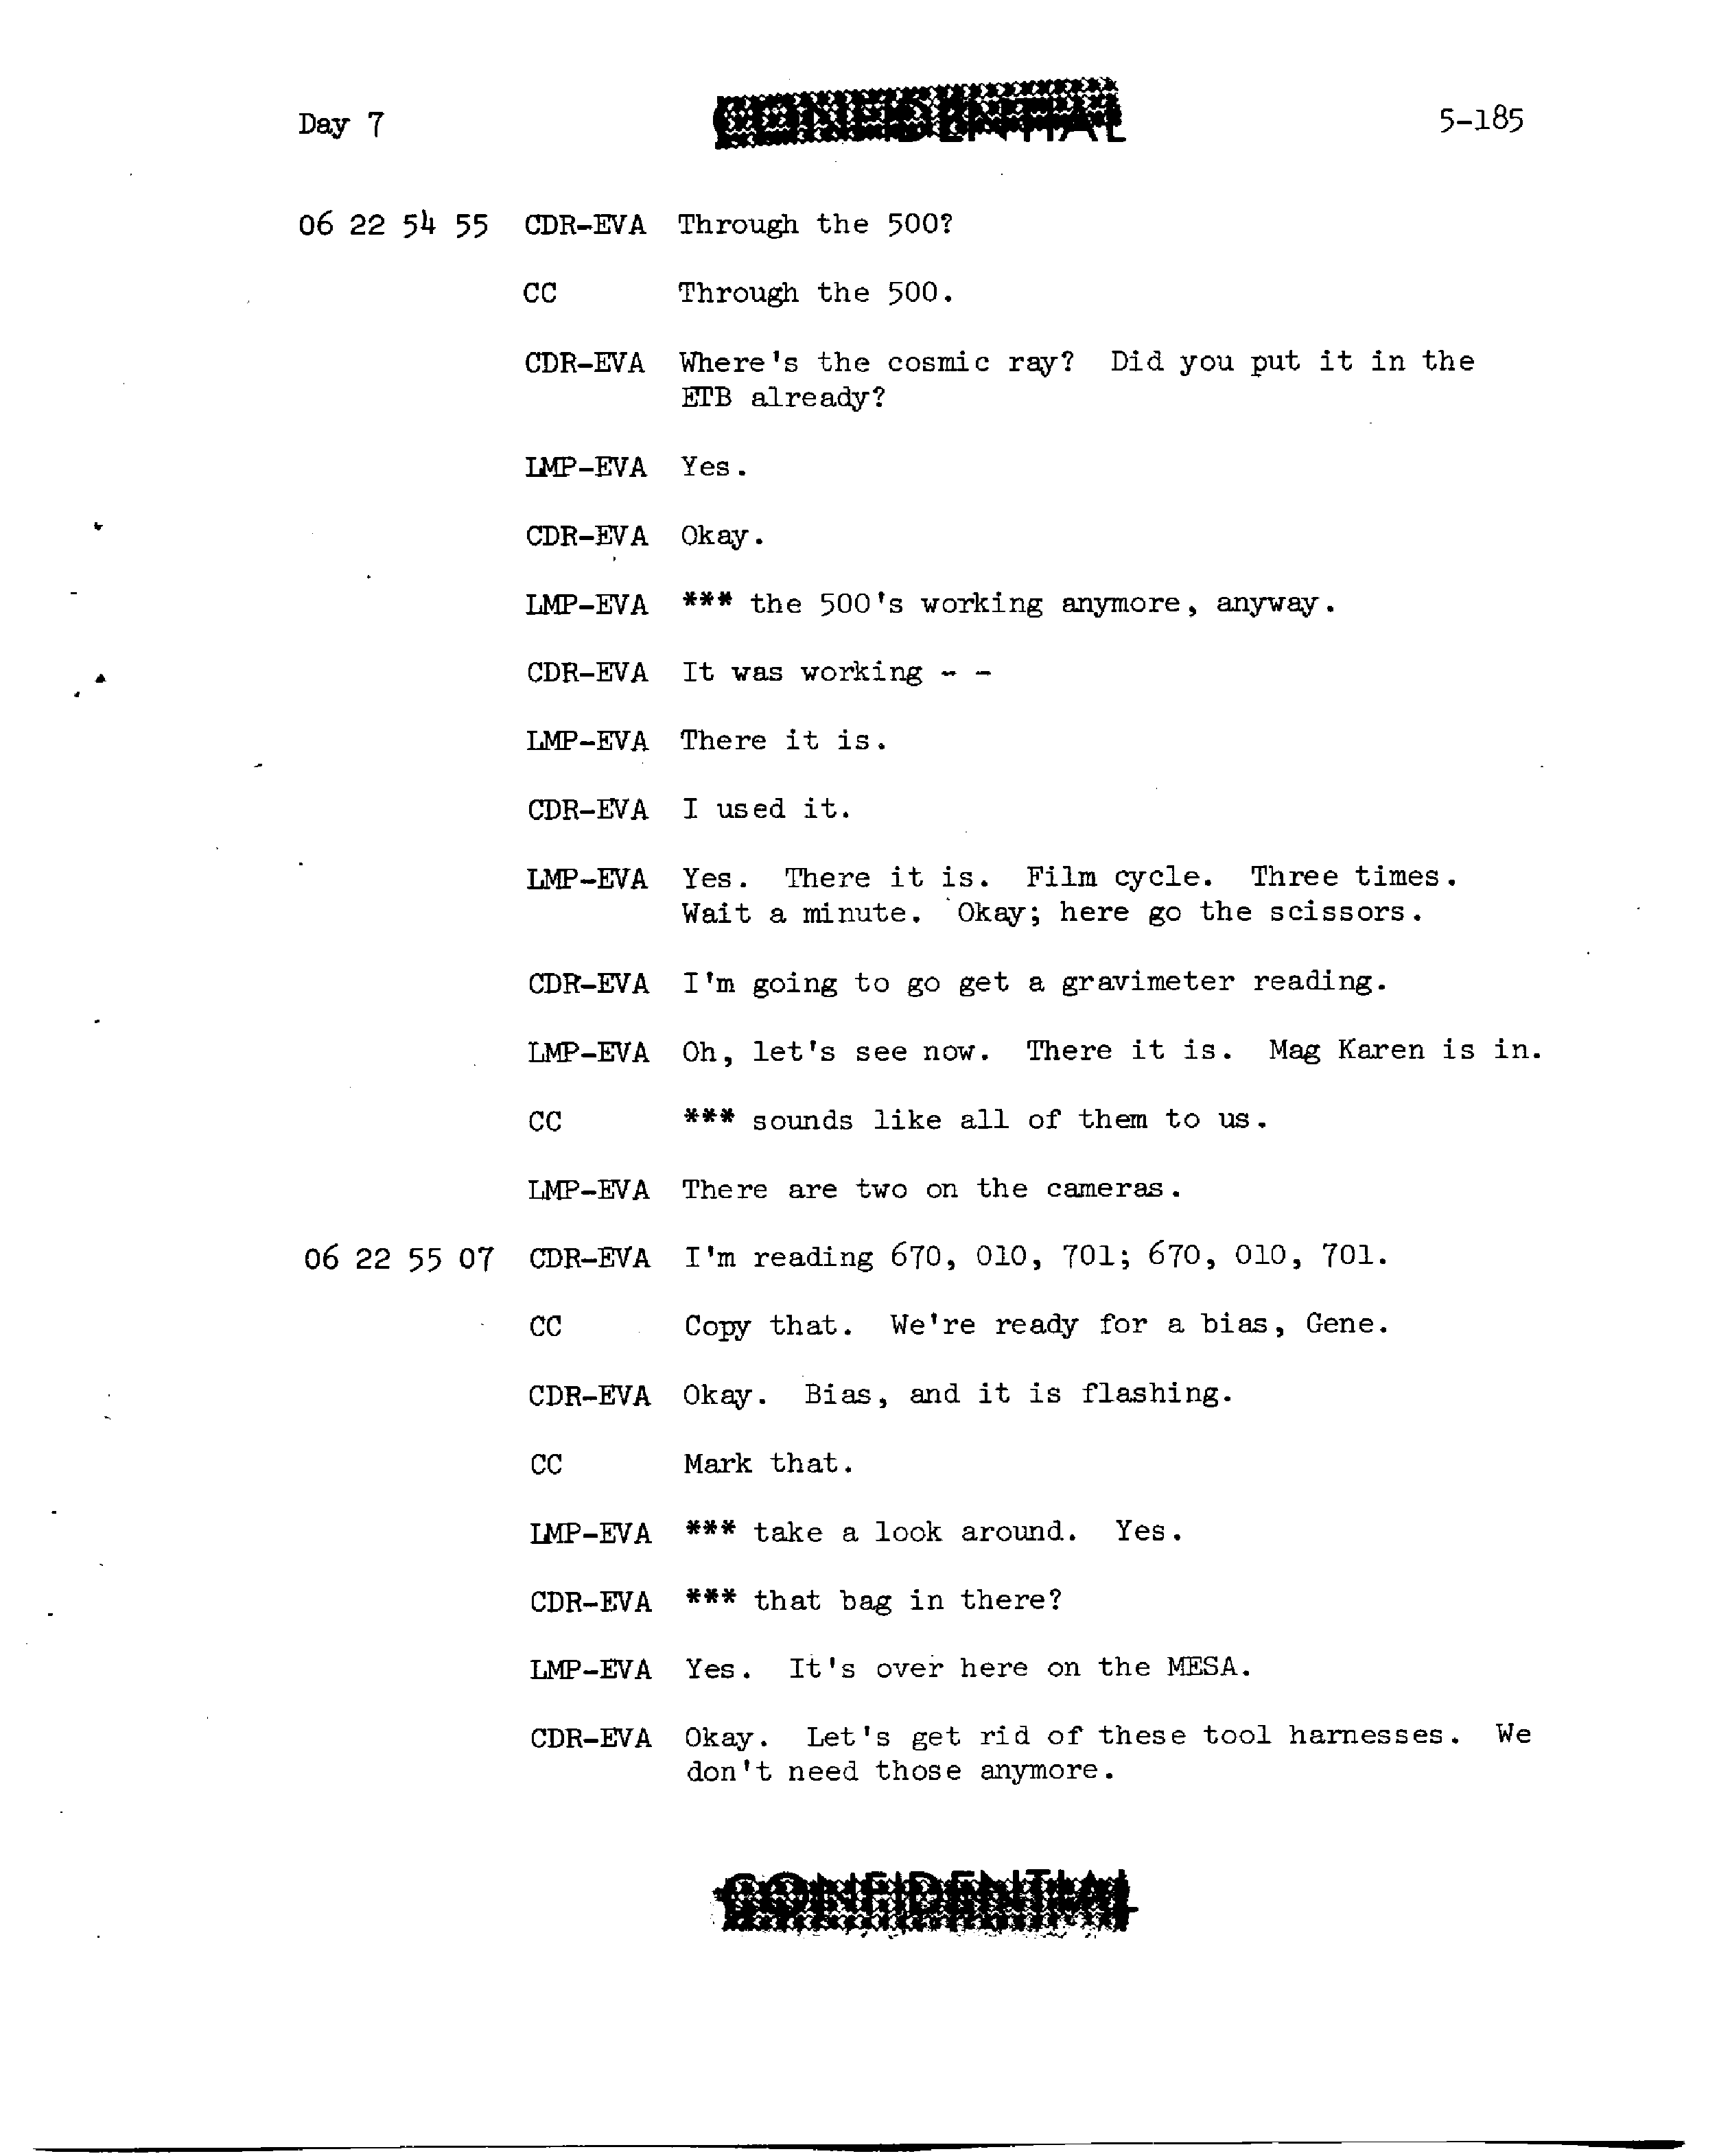 Day 7 CONFIDENTIAL 5-185
06 22 54 55 CDR-EVA Through the 500?
CC Through the 500.
CDR-EVA Where's the cosmic ray? Did you put it in the
ETB already?
LMP-EVA Yes.
CDR-EVA Okay.
LMP-EVA *** the 500's working anymore, anyway.
CDR-EVA It was working - -
LMP-EVA There it is.
CDR-EVA I used it.
LMP-EVA Yes. There it is. Film cycle. Three times.
Wait a minute. Okay; here go the scissors.
CDR-EVA I'm going to go get a gravimeter reading.
LMP-EVA Oh, let's see now. There it is. Mag Karen is in.
CC *** sounds like all of them to us.
LMP-EVA There are two on the cameras.
06 22 55 07 CDR-EVA I'm reading 670, 010, 701; 670, 010, 701.
CC Copy that. We're ready for a bias, Gene.
CDR-EVA Okay. Bias, and it is flashing.
CC Mark that.
LMP-EVA *** take a look around. Yes.
CDR-EVA *** that bag in there?
LMP-EVA Yes. It's over here on the MESA.
CDR-EVA Okay. Let's get rid of these tool harnesses. We
don't need those anymore.
CONFIDENTIAL